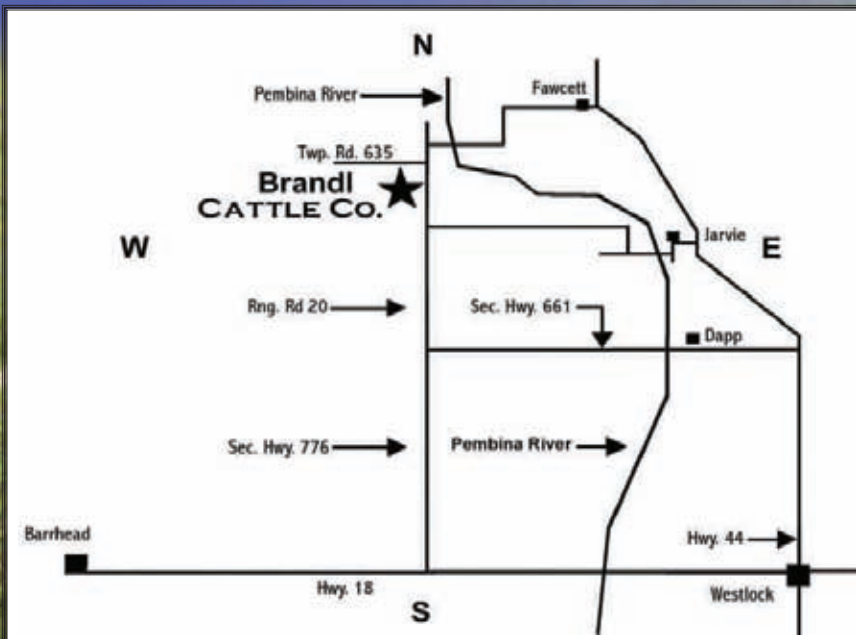 N
Pembina River
Fawcett
Twp. Rd. 635
Brandl
CATTLE CO.
W
Jarvie
E
Rng. Rd 20
Sec. Hwy. 661
Dapp
Sec. Hwy. 776
Pembina River
Barrhead
Hwy. 44
Hwy. 18
Westlock
S